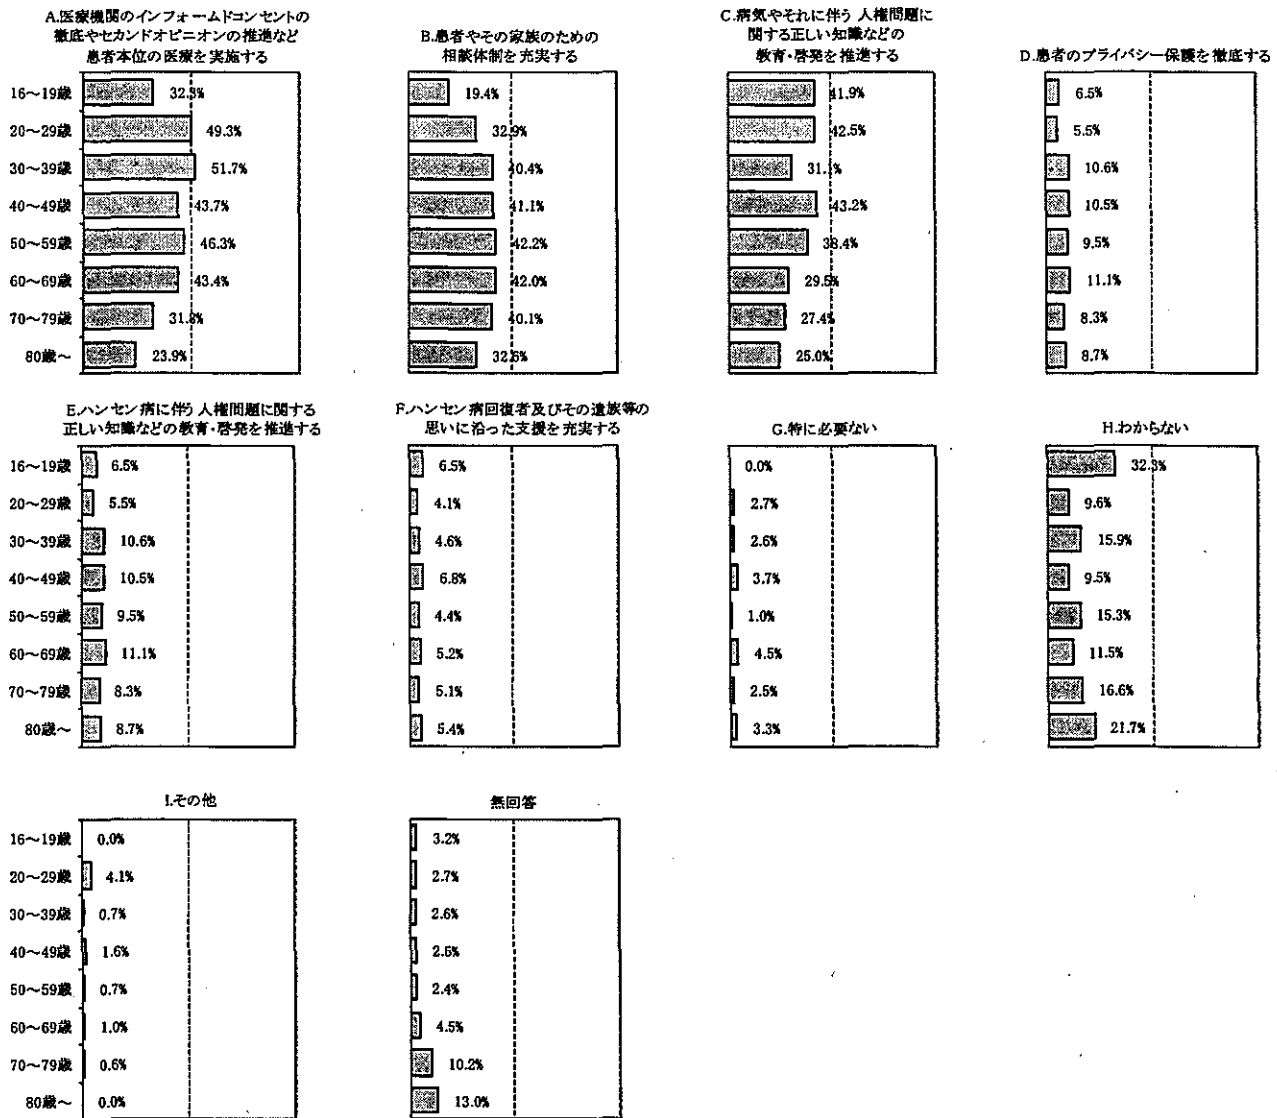 A.医療機関のインフォームドコンセントの
徹底やセカンドオピニオンの推進など
患者本位の医療を実施する
16～19歳 32.3%
20～29歳 49.3%
30～39歳 51.7%
40～49歳 43.7%
50～59歳 46.3%
60～69歳 43.4%
70～79歳 31.8%
80歳～ 23.9%
B.患者やその家族のための
相談体制を充実する
19.4%
32.9%
40.4%
41.1%
42.2%
42.0%
40.1%
32.6%
C.病気やそれに伴う人権問題に
関する正しい知識などの
教育・啓発を推進する
41.9%
42.5%
31.1%
43.2%
38.4%
29.5%
27.4%
25.0%
D.患者のプライバシー保護を徹底する
6.5%
5.5%
10.6%
10.5%
9.5%
11.1%
8.3%
8.7%
E.ハンセン病に伴う人権問題に関する
正しい知識などの教育・啓発を推進する
16～19歳 6.5%
20～29歳 5.5%
30～39歳 10.6%
40～49歳 10.5%
50～59歳 9.5%
60～69歳 11.1%
70～79歳 8.3%
80歳～ 8.7%
F.ハンセン病回復者及びその遺族等の
思いに沿った支援を充実する
6.5%
4.1%
4.6%
6.8%
4.4%
5.2%
5.1%
5.4%
G.特に必要ない
0.0%
2.7%
2.6%
3.7%
1.0%
4.5%
2.5%
3.3%
H.わからない
32.3%
9.6%
15.9%
9.5%
15.3%
11.5%
16.6%
21.7%
I.その他
16～19歳 0.0%
20～29歳 4.1%
30～39歳 0.7%
40～49歳 1.6%
50～59歳 0.7%
60～69歳 1.0%
70～79歳 0.6%
80歳～ 0.0%
無回答
3.2%
2.7%
2.6%
2.6%
2.4%
4.5%
10.2%
13.0%